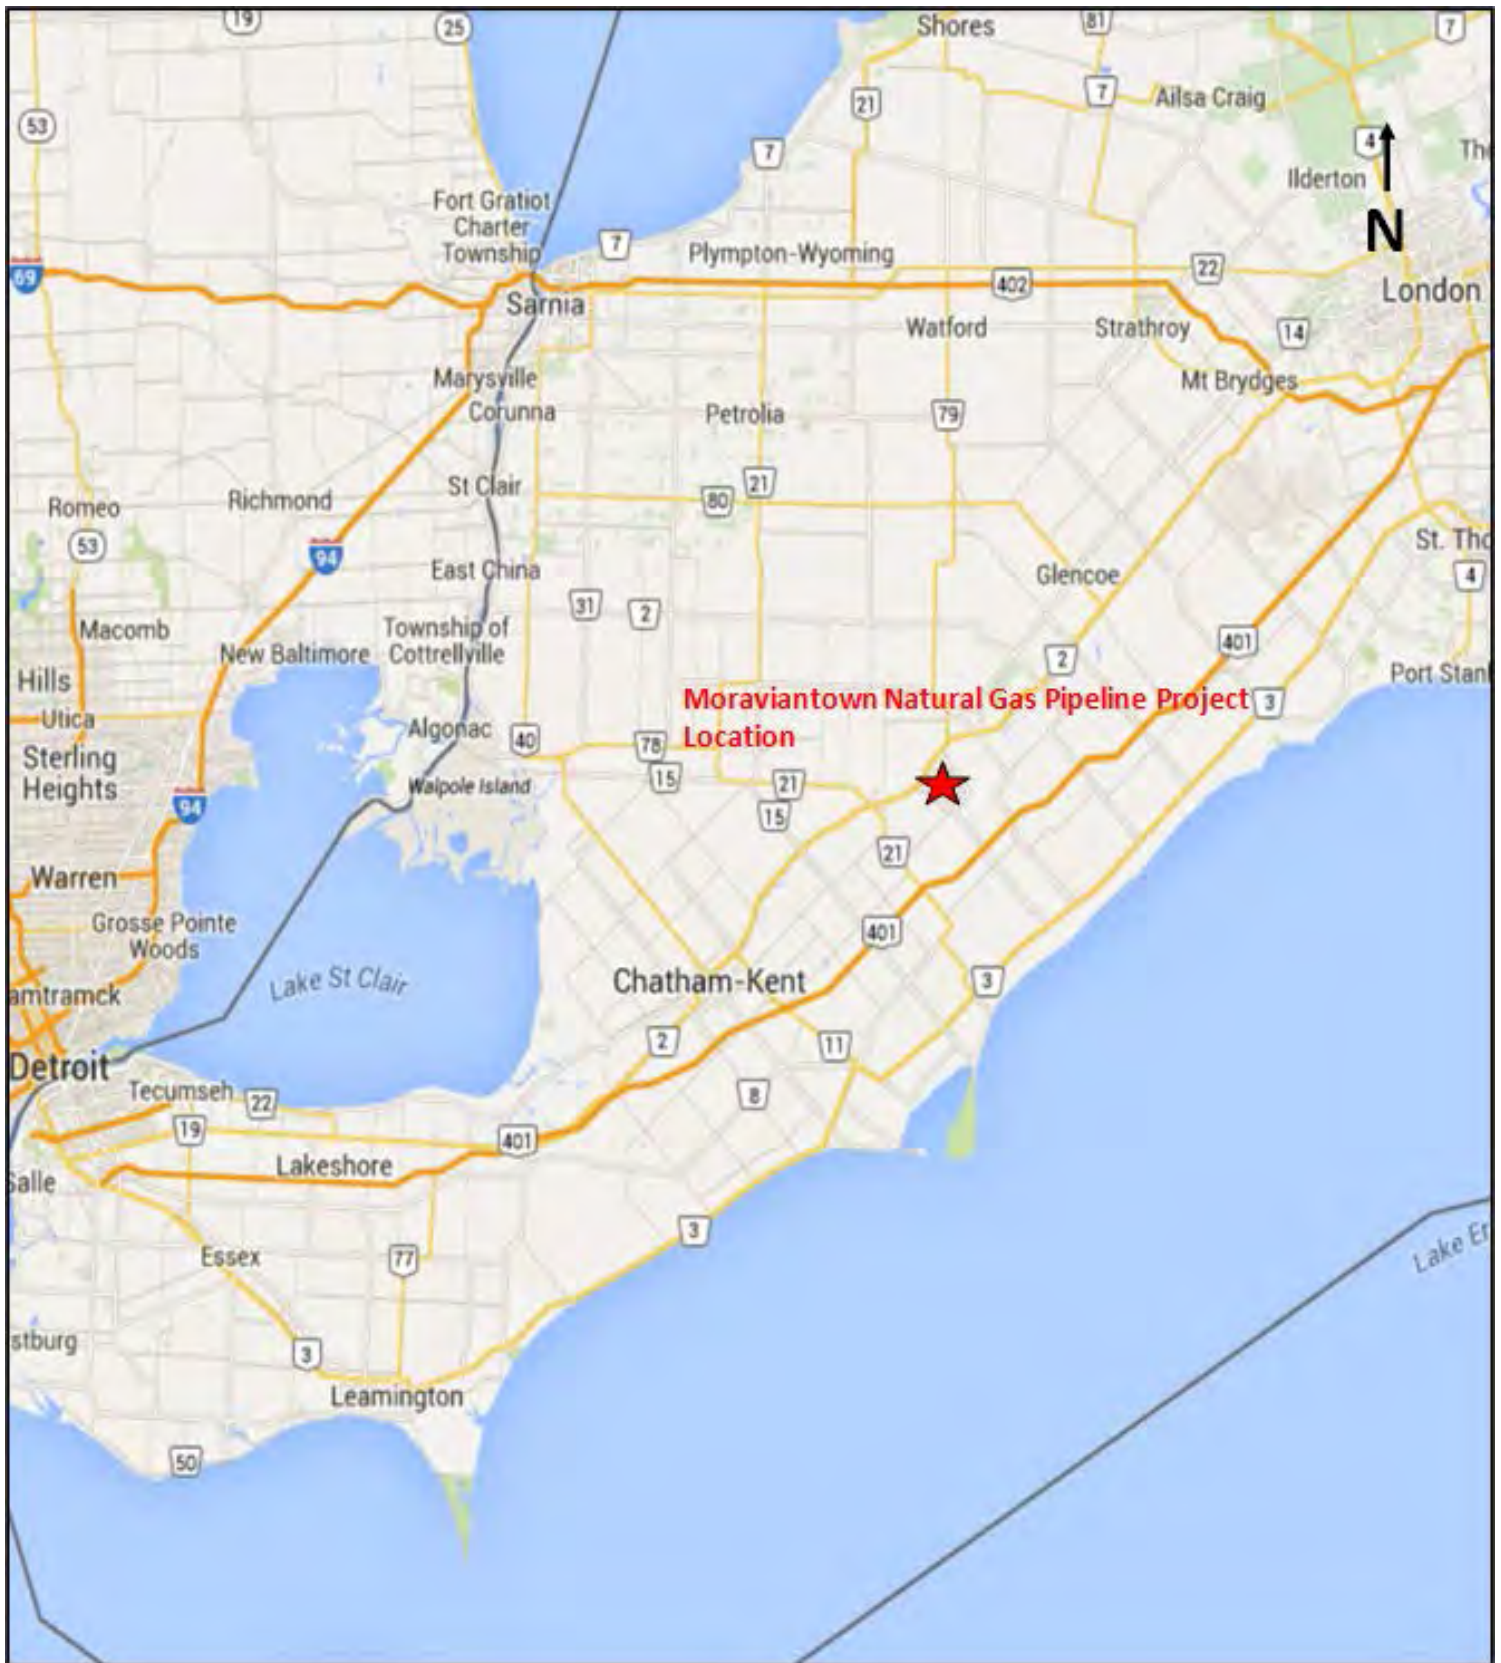 19
25
Shores
81
7
53
21
7
Ailsa Craig
7
4
Ilderton
N
Fort Gratiot
Charter
Township
7
Plympton-Wyoming
22
69
402
London
Sarnia
Watford
Strathroy
14
Marysville
Mt Brydges
Corunna
Petrolia
79
Romeo
Richmond
St Clair
80
21
53
94
East China
Glencoe
St. Tho
4
31
2
Macomb
Township of
Cottrellville
New Baltimore
401
2
Hills
Port Stanl
Moraviantown Natural Gas Pipeline Project
Location
3
Utica
Algonac
40
78
Sterling
Heights
15
21
Walpole Island
94
15
21
Warren
Grosse Pointe
Woods
401
Lake St Clair
Chatham-Kent
3
amtramck
2
11
Detroit
Tecumseh
22
8
19
401
Lakeshore
Salle
3
Lake Er
Essex
77
stburg
3
Leamington
50